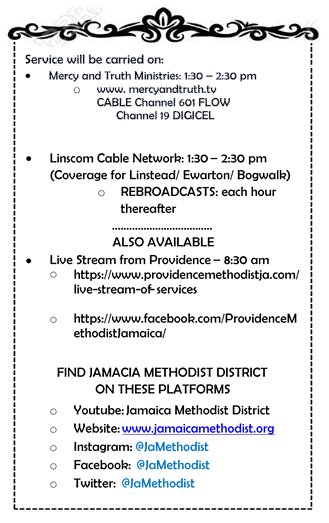 Service will be carried on:
• Mercy and Truth Ministries: 1:30 – 2:30 pm
o www. mercyandtruth.tv
CABLE Channel 601 FLOW
Channel 19 DIGICEL
• Linscom Cable Network: 1:30 – 2:30 pm
(Coverage for Linstead/ Ewarton/ Bogwalk)
o REBROADCASTS: each hour
thereafter
..................................
ALSO AVAILABLE
• Live Stream from Providence – 8:30 am
o https://www.providencemethodistja.com/
live-stream-of-services
o https://www.facebook.com/ProvidenceM
ethodistJamaica/
FIND JAMACIA METHODIST DISTRICT
ON THESE PLATFORMS
o Youtube: Jamaica Methodist District
o Website: www.jamaicamethodist.org
o Instagram: @JaMethodist
o Facebook: @JaMethodist
o Twitter: @JaMethodist